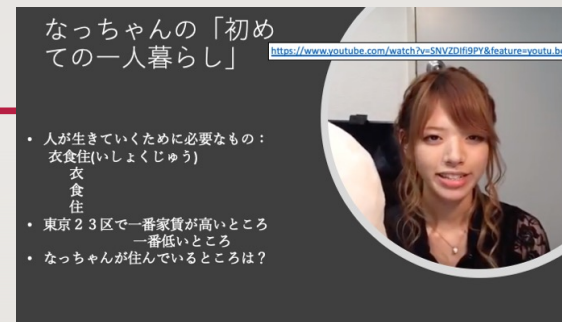 なっちゃんの「初め
ての一人暮らし」
https://www.youtube.com/watch?v=SNVZDIfi9PY&feature=youtu.be
• 人が生きていくために必要なもの：
衣食住(いしょくじゅう)
衣
食
住
• 東京２３区で一番家賃が高いところ
一番低いところ
• なっちゃんが住んでいるところは？